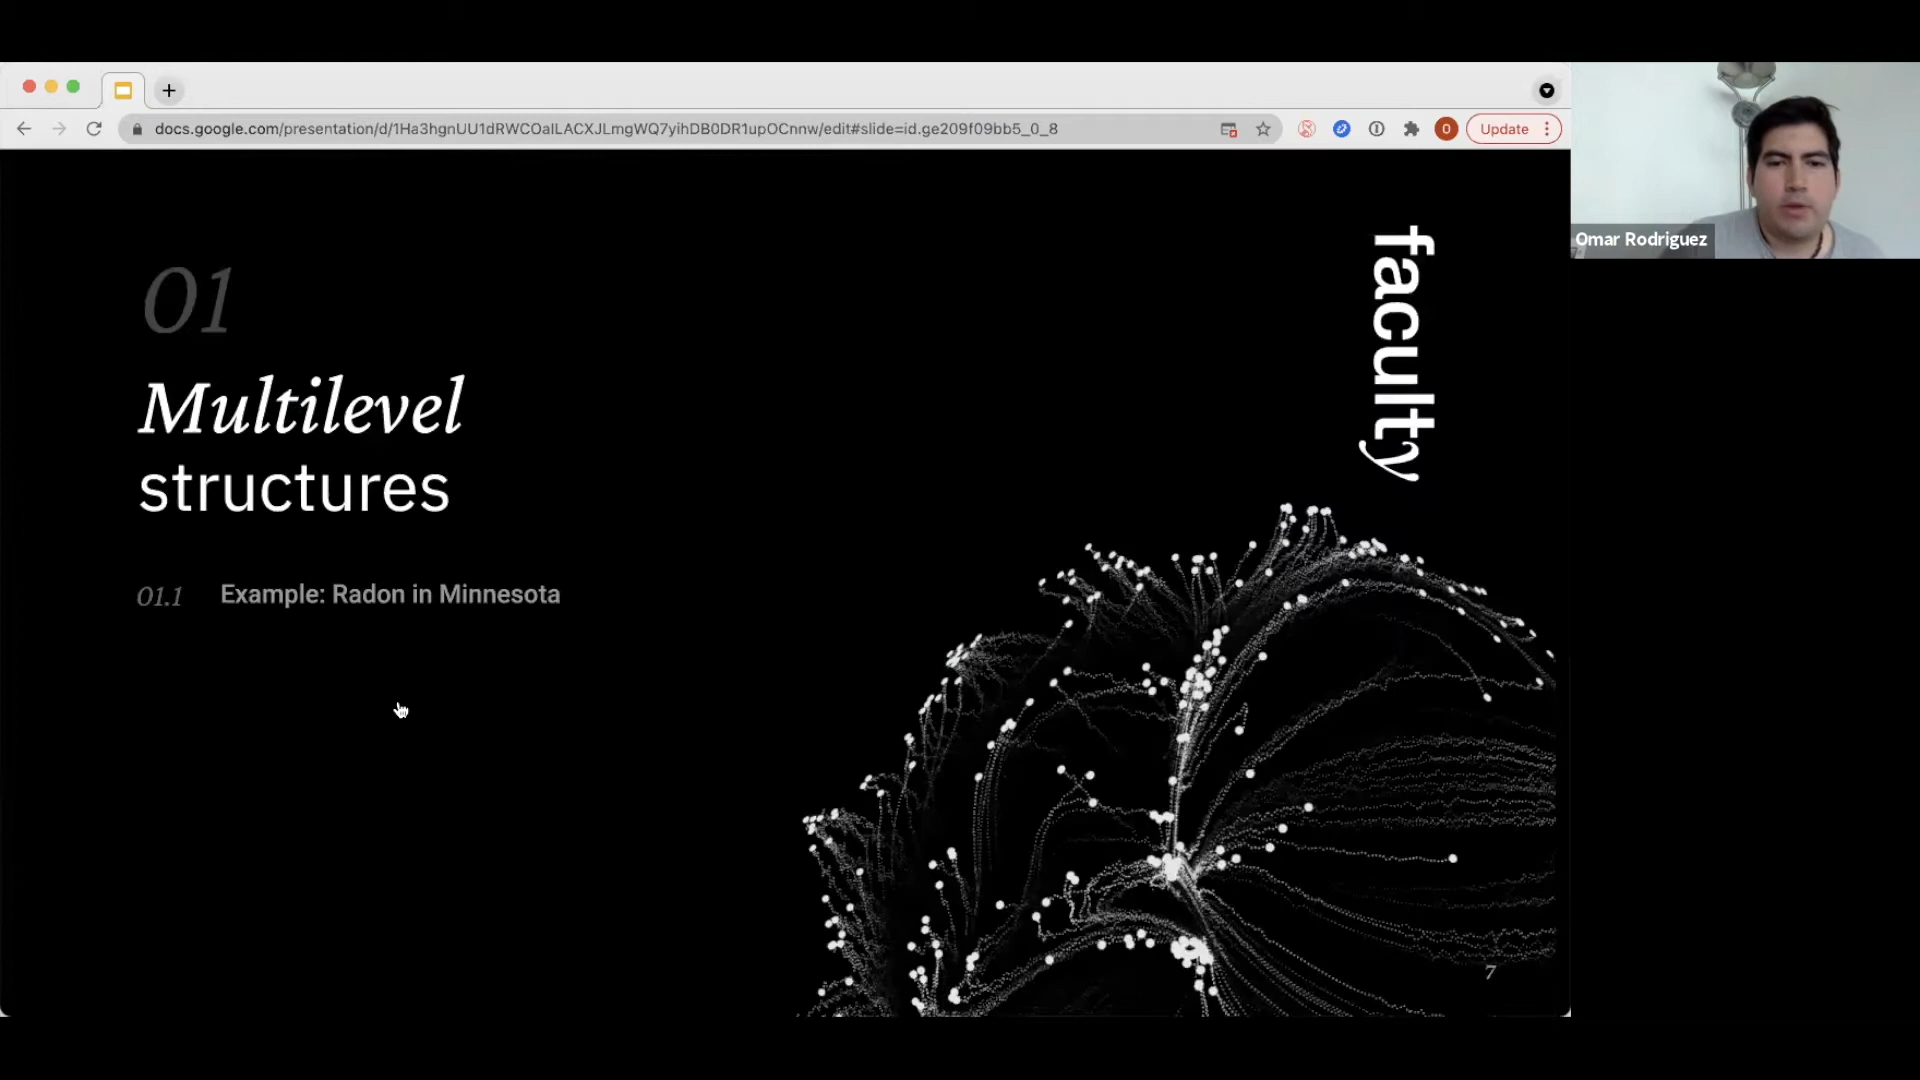 docs.google.com/presentation/d/1Ha3hgnUU1dRWCOalLACXJLmgWQ7yihDB0DR1upOCnnw/edit#slide=id.ge209f09bb5_0_8
O
Update
Omar Rodriguez
faculty
01
Multilevel
structures
01.1 Example: Radon in Minnesota
7